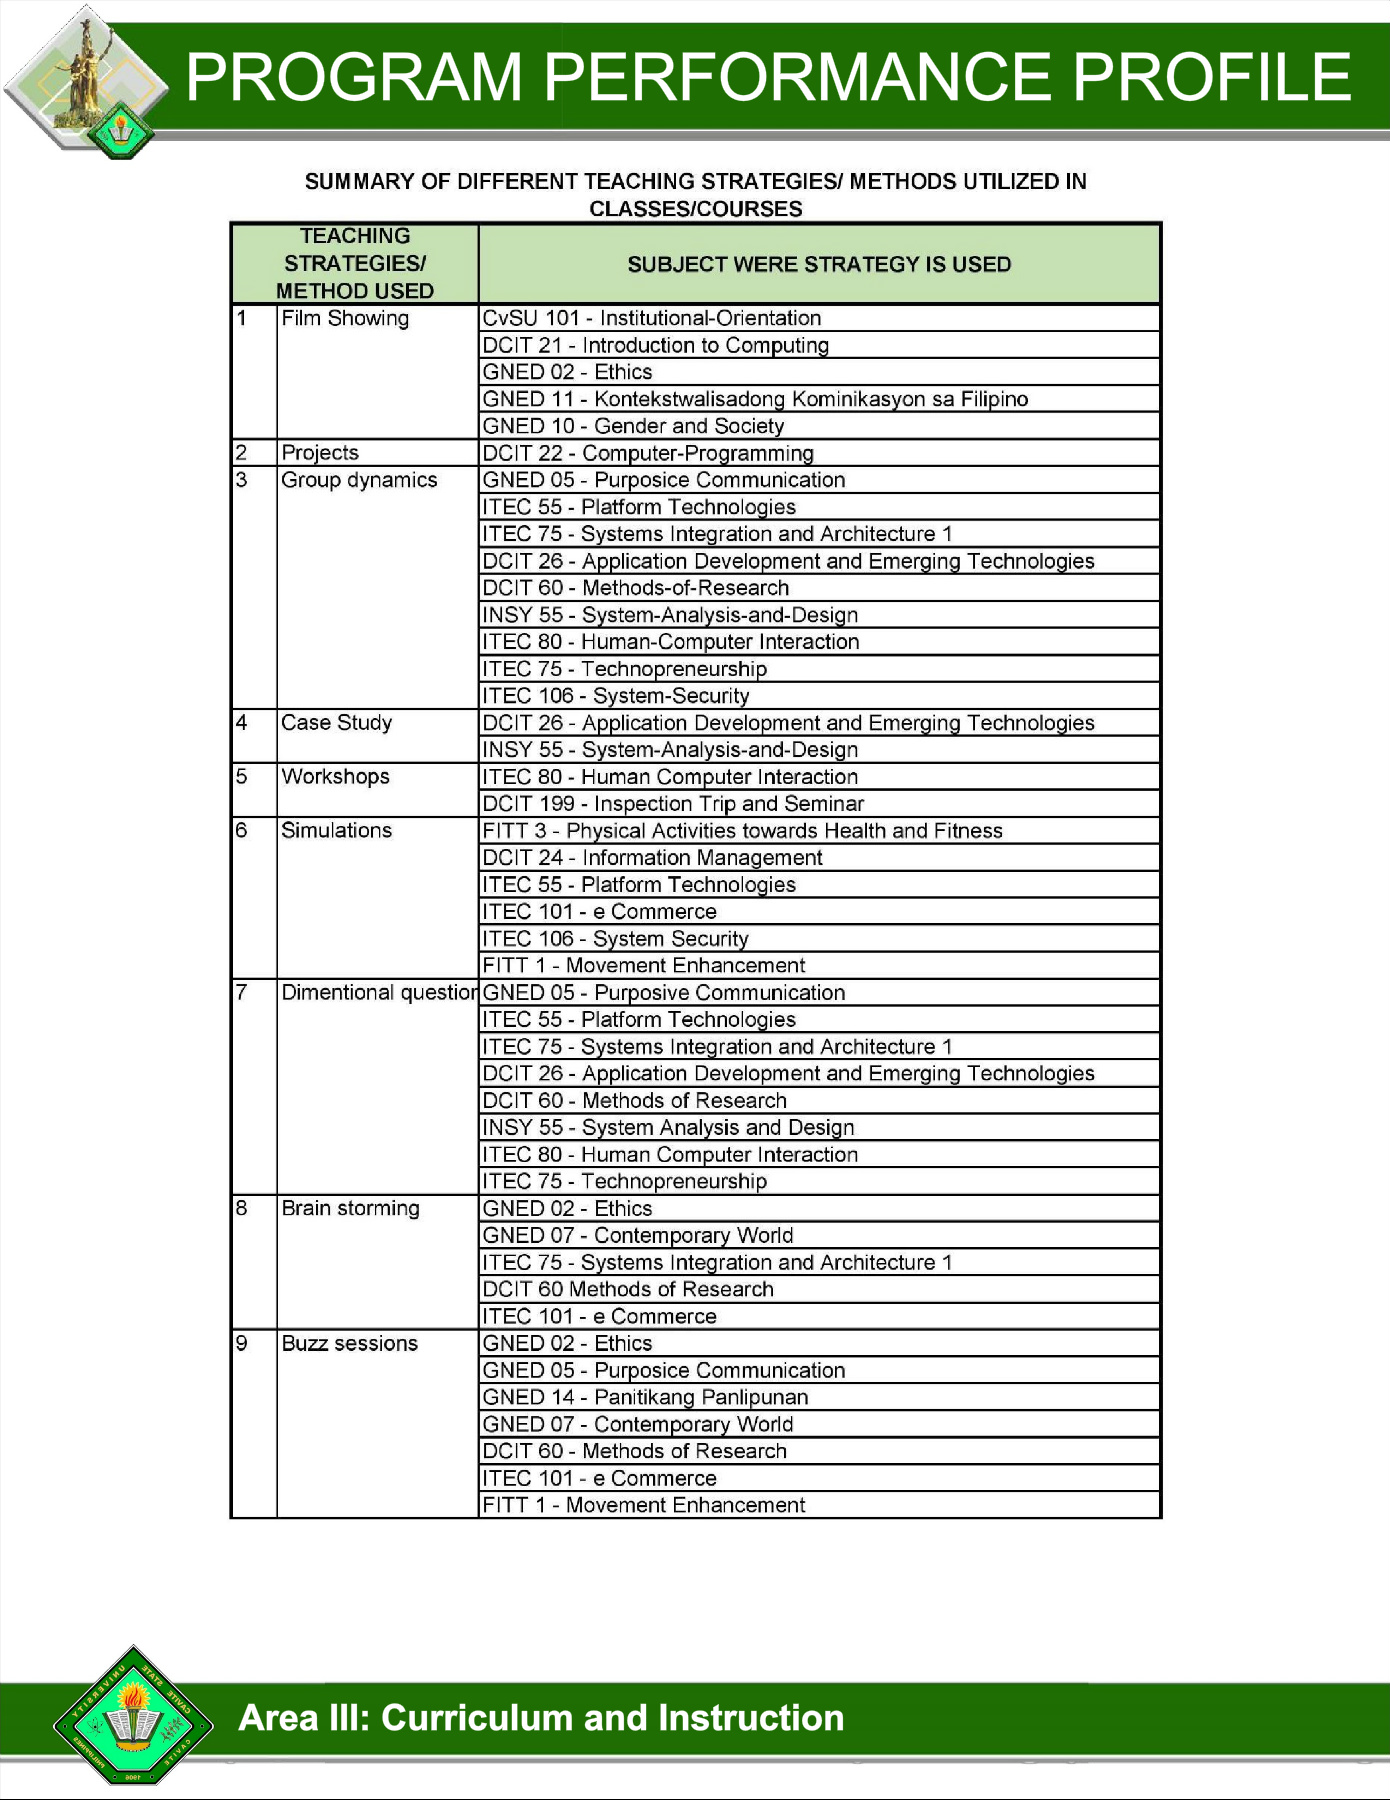 PROGRAM PERFORMANCE PROFILE
SUMMARY OF DIFFERENT TEACHING STRATEGIES/ METHODS UTILIZED IN
CLASSES/COURSES
TEACHING
STRATEGIES/
METHOD USED
SUBJECT WERE STRATEGY IS USED
1 Film Showing CvSU 101 - Institutional-Orientation
DCIT 21 - Introduction to Computing
GNED 02 - Ethics
GNED 11 - Kontekstwalisadong Kominikasyon sa Filipino
GNED 10 - Gender and Society
2 Projects DCIT 22 - Computer-Programming
3 Group dynamics GNED 05 - Purposice Communication
ITEC 55 - Platform Technologies
ITEC 75 - Systems Integration and Architecture 1
DCIT 26 - Application Development and Emerging Technologies
DCIT 60 - Methods-of-Research
INSY 55 - System-Analysis-and-Design
ITEC 80 - Human-Computer Interaction
ITEC 75 - Technopreneurship
ITEC 106 - System-Security
4 Case Study DCIT 26 - Application Development and Emerging Technologies
INSY 55 - System-Analysis-and-Design
5 Workshops ITEC 80 - Human Computer Interaction
DCIT 199 - Inspection Trip and Seminar
6 Simulations FITT 3 - Physical Activities towards Health and Fitness
DCIT 24 - Information Management
ITEC 55 - Platform Technologies
ITEC 101 - e Commerce
ITEC 106 - System Security
FITT 1 - Movement Enhancement
7 Dimentional question GNED 05 - Purposive Communication
ITEC 55 - Platform Technologies
ITEC 75 - Systems Integration and Architecture 1
DCIT 26 - Application Development and Emerging Technologies
DCIT 60 - Methods of Research
INSY 55 - System Analysis and Design
ITEC 80 - Human Computer Interaction
ITEC 75 - Technopreneurship
8 Brain storming GNED 02 - Ethics
GNED 07 - Contemporary World
ITEC 75 - Systems Integration and Architecture 1
DCIT 60 Methods of Research
ITEC 101 - e Commerce
9 Buzz sessions GNED 02 - Ethics
GNED 05 - Purposice Communication
GNED 14 - Panitikang Panlipunan
GNED 07 - Contemporary World
DCIT 60 - Methods of Research
ITEC 101 - e Commerce
FITT 1 - Movement Enhancement
CAVITE STATE UNIVERSITY
CAVITE PHILIPPINES
1906
Area III: Curriculum and Instruction